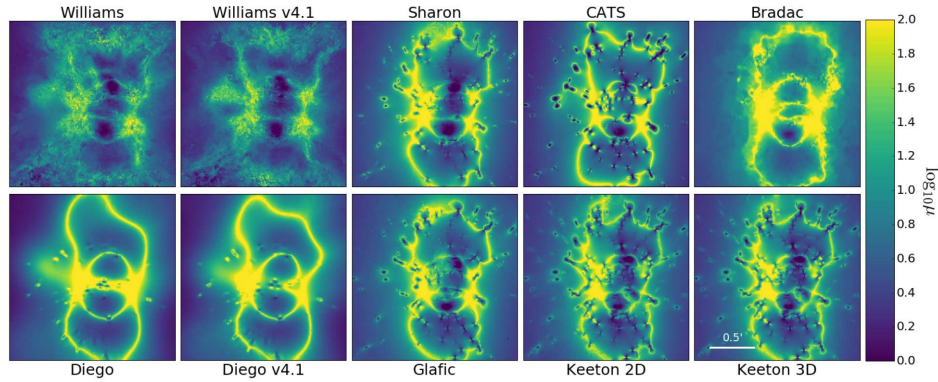 Williams
Williams v4.1
Sharon
CATS
Bradac
2.0
1.8
1.6
1.4
1.2
1.0
0.8
0.6
0.4
0.2
0.0
log₁₀μ
0.5'
Diego
Diego v4.1
Glafic
Keeton 2D
Keeton 3D